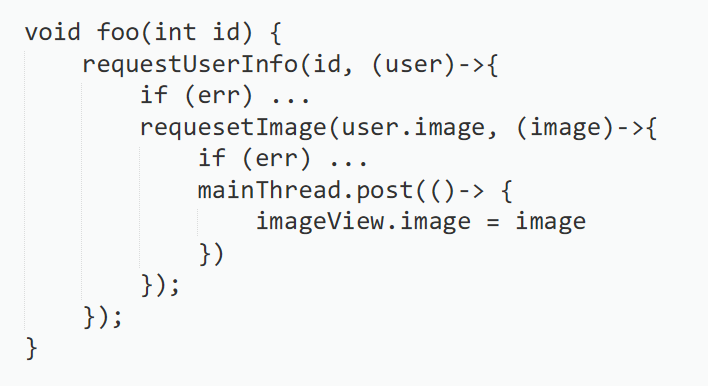 void foo(int id) {
    requestUserInfo(id, (user)->{
        if (err) ...
        requesetImage(user.image, (image)->{
            if (err) ...
            mainThread.post(()-> {
                imageView.image = image
            })
        });
    });
}